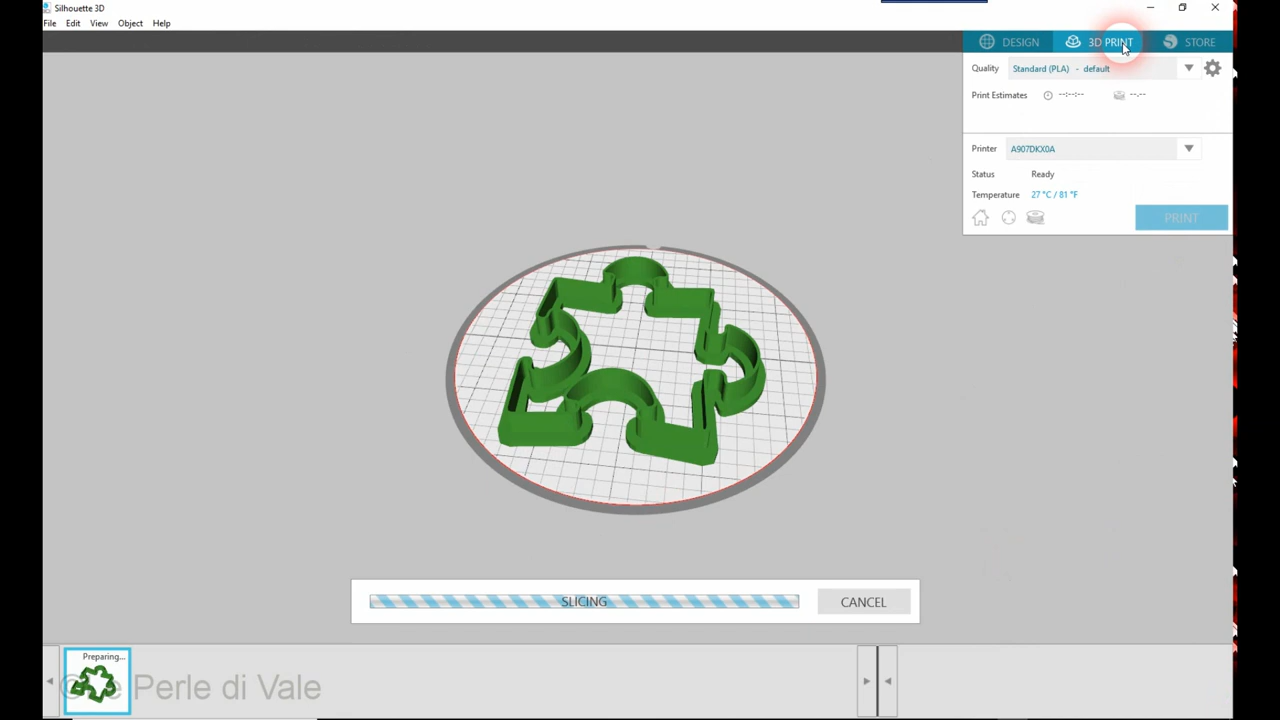 Silhouette 3D
File Edit View Object Help
DESIGN 3D PRINT STORE
Quality Standard (PLA) - default
Print Estimates --:--:-- --.--
Printer A907DKX0A
Status Ready
Temperature 27 °C / 81 °F
PRINT
SLICING CANCEL
Preparing...
Perle di Vale